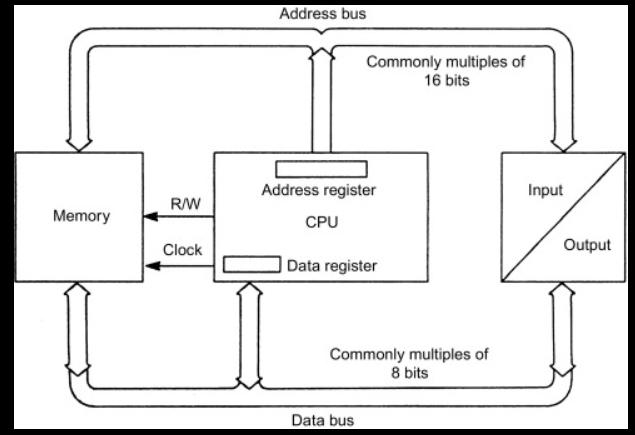 Address bus
Commonly multiples of
16 bits
Address register
R/W
Input
Memory
CPU
Output
Clock
Data register
Commonly multiples of
8 bits
Data bus